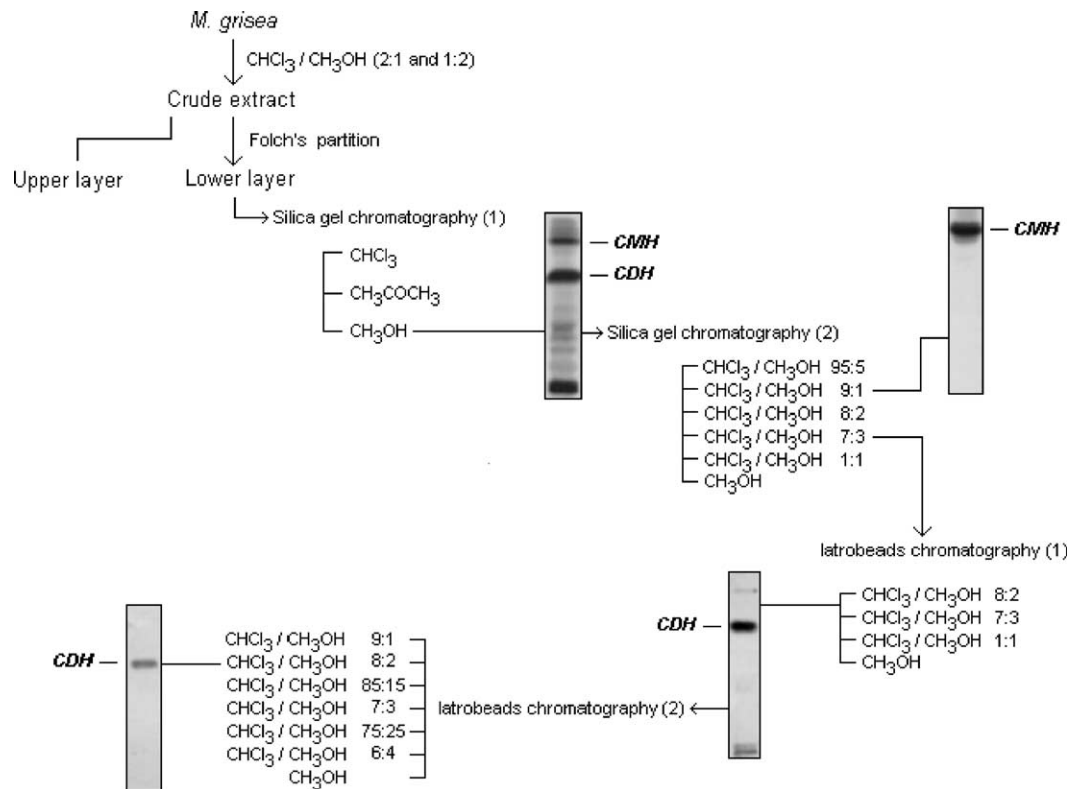 M. grisea
CHCl3 / CH3OH (2:1 and 1:2)
Crude extract
Folch's partition
Upper layer
Lower layer
Silica gel chromatography (1)
CHCl3
CH3COCH3
CH3OH
CMH
CDH
Silica gel chromatography (2)
CHCl3 / CH3OH 95:5
CHCl3 / CH3OH 9:1
CHCl3 / CH3OH 8:2
CHCl3 / CH3OH 7:3
CHCl3 / CH3OH 1:1
CH3OH
CMH
Iatrobeads chromatography (1)
CHCl3 / CH3OH 8:2
CHCl3 / CH3OH 7:3
CHCl3 / CH3OH 1:1
CH3OH
CDH
Iatrobeads chromatography (2)
CHCl3 / CH3OH 9:1
CHCl3 / CH3OH 8:2
CHCl3 / CH3OH 85:15
CHCl3 / CH3OH 7:3
CHCl3 / CH3OH 75:25
CHCl3 / CH3OH 6:4
CH3OH
CDH